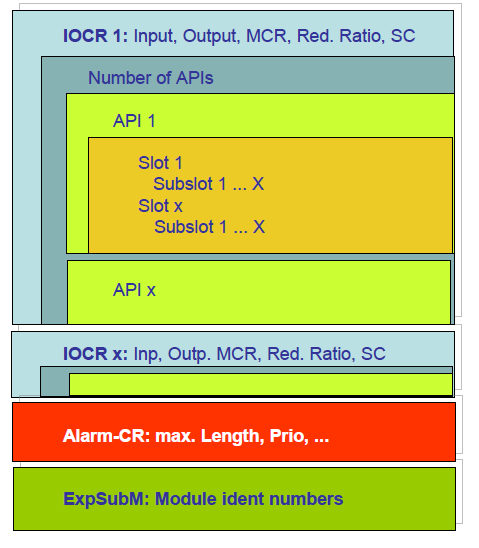 IOCR 1: Input, Output, MCR, Red. Ratio, SC
Number of APIs
API 1
Slot 1
Subslot 1 ... X
Slot x
Subslot 1 ... X
API x
IOCR x: Inp, Outp. MCR, Red. Ratio, SC
Alarm-CR: max. Length, Prio, ...
ExpSubM: Module ident numbers